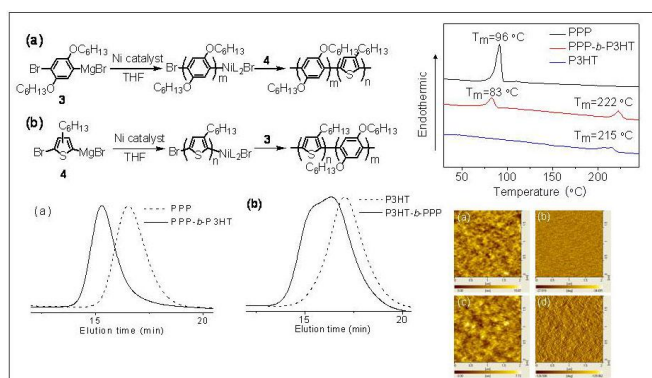 (a)
OC₆H₁₃
Br
MgBr
C₆H₁₃O
3
Ni catalyst
THF
OC₆H₁₃
Br
m
NiL₂Br
C₆H₁₃O
4
OC₆H₁₃
C₆H₁₃
m
n
C₆H₁₃O
(b)
C₆H₁₃
Br
S
MgBr
4
Ni catalyst
THF
C₆H₁₃
Br
S
n
NiL₂Br
3
C₆H₁₃
OC₆H₁₃
S
n
m
C₆H₁₃O
Endothermic
Tm=96 °C
PPP
PPP-b-P3HT
P3HT
Tm=83 °C
Tm=222 °C
Tm=215 °C
50 100 150 200
Temperature (°C)
(a)
PPP
PPP-b-P3HT
15 20
Elution time (min)
(b)
P3HT
P3HT-b-PPP
15 20
Elution time (min)
(a)
(b)
(c)
(d)